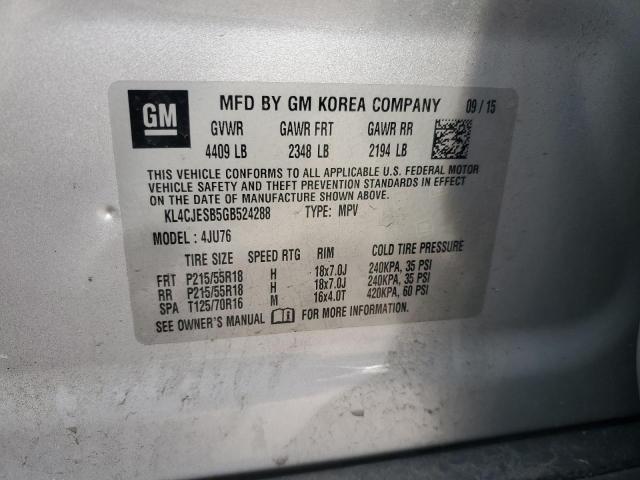 GM MFD BY GM KOREA COMPANY 09 / 15
GVWR GAWR FRT GAWR RR
4409 LB 2348 LB 2194 LB
THIS VEHICLE CONFORMS TO ALL APPLICABLE U.S. FEDERAL MOTOR
VEHICLE SAFETY AND THEFT PREVENTION STANDARDS IN EFFECT
ON THE DATE OF MANUFACTURE SHOWN ABOVE.
KL4CJESB5GB524288 TYPE: MPV
MODEL: 4JU76
TIRE SIZE SPEED RTG RIM COLD TIRE PRESSURE
FRT P215/55R18 H 18x7.0J 240KPA, 35 PSI
RR P215/55R18 H 18x7.0J 240KPA, 35 PSI
SPA T125/70R16 M 16x4.0T 420KPA, 60 PSI
SEE OWNER'S MANUAL FOR MORE INFORMATION.